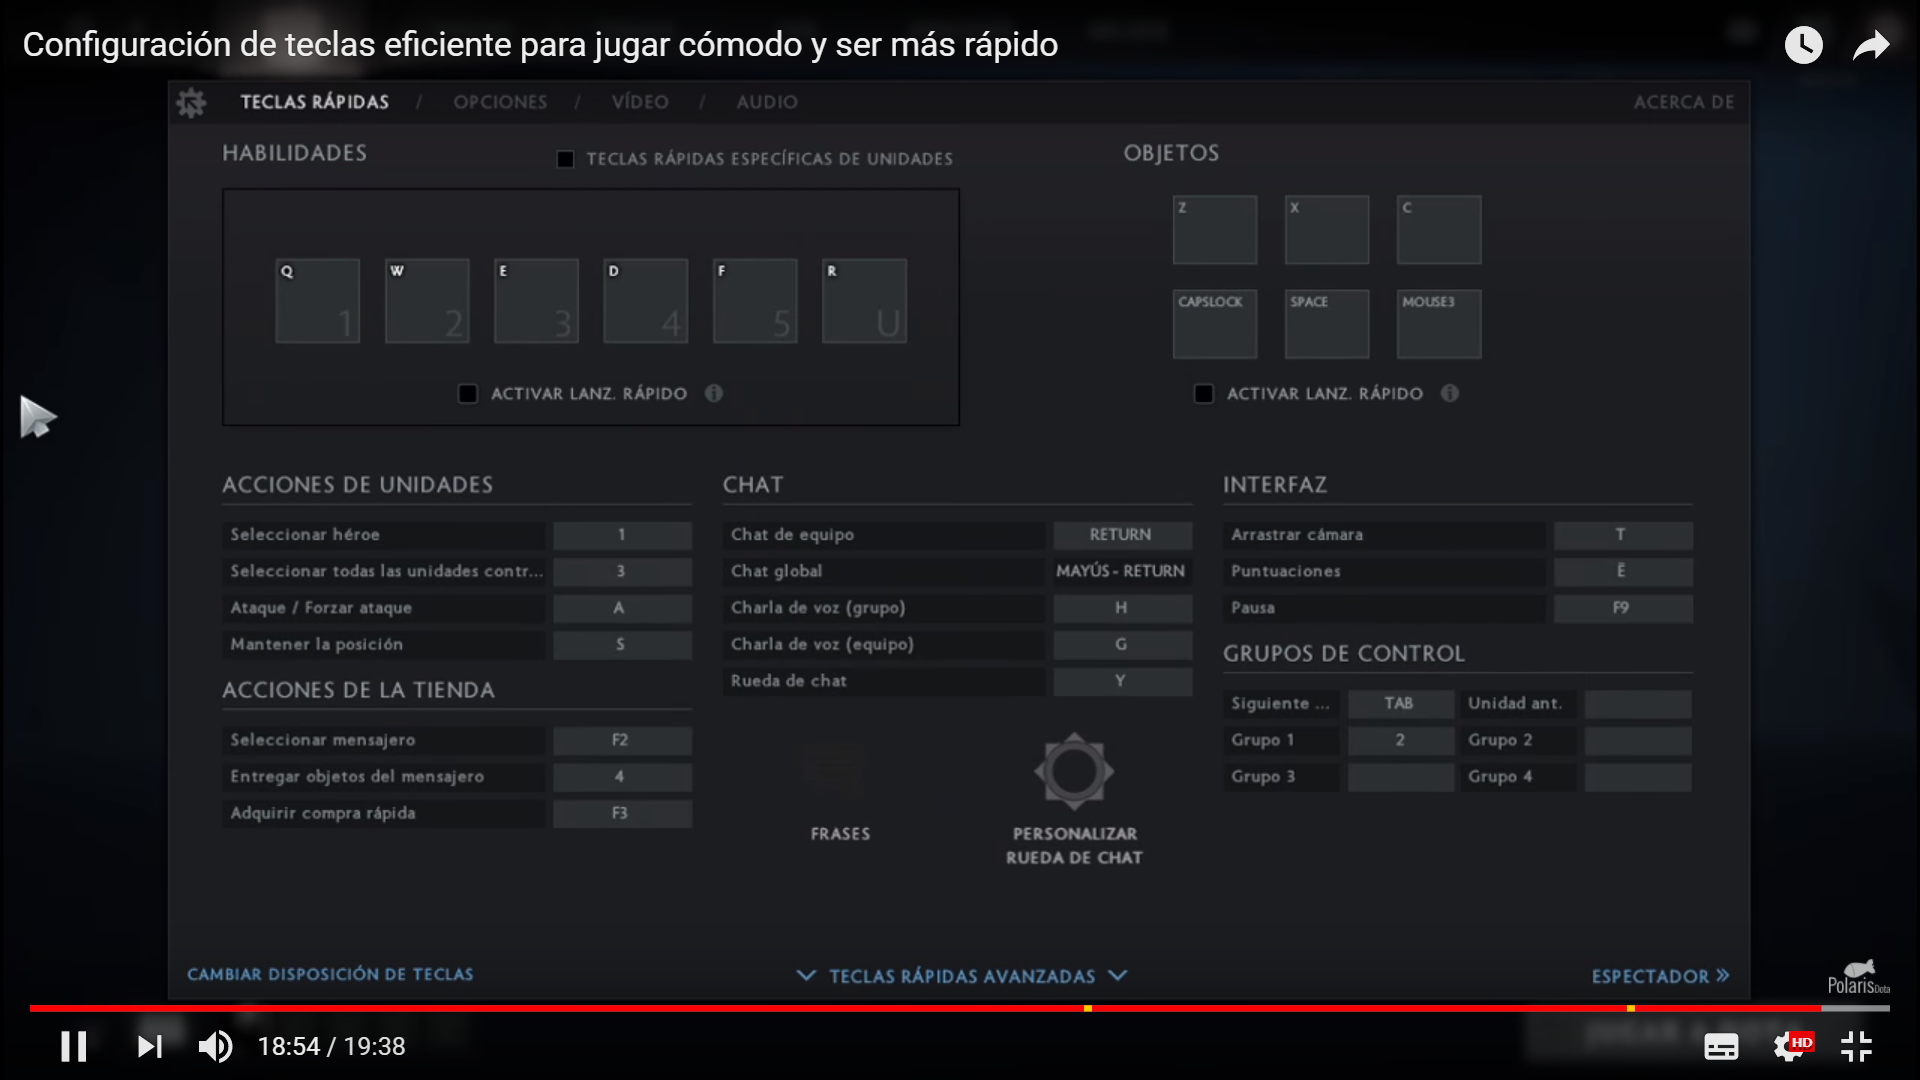 Configuración de teclas eficiente para jugar cómodo y ser más rápido
TECLAS RÁPIDAS / OPCIONES / VÍDEO / AUDIO ACERCA DE
HABILIDADES
TECLAS RÁPIDAS ESPECÍFICAS DE UNIDADES
OBJETOS
Z X C
Q W E D F R
1 2 3 4 5 U
CAPSLOCK SPACE MOUSE3
ACTIVAR LANZ. RÁPIDO
ACTIVAR LANZ. RÁPIDO
ACCIONES DE UNIDADES
Seleccionar héroe 1
Seleccionar todas las unidades contr... 3
Ataque / Forzar ataque A
Mantener la posición S
ACCIONES DE LA TIENDA
Seleccionar mensajero F2
Entregar objetos del mensajero 4
Adquirir compra rápida F3
CHAT
Chat de equipo RETURN
Chat global MAYÚS - RETURN
Charla de voz (grupo) H
Charla de voz (equipo) G
Rueda de chat Y
FRASES
PERSONALIZAR
RUEDA DE CHAT
INTERFAZ
Arrastrar cámara T
Puntuaciones
Pausa F9
GRUPOS DE CONTROL
Siguiente ... TAB Unidad ant.
Grupo 1 2 Grupo 2
Grupo 3 Grupo 4
CAMBIAR DISPOSICIÓN DE TECLAS
TECLAS RÁPIDAS AVANZADAS
ESPECTADOR »
PolarisDota
18:54 / 19:38
HD